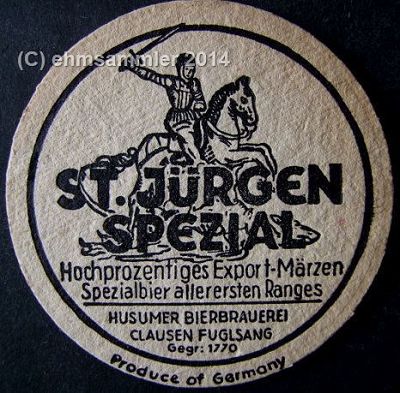 (C) ehmsammler 2014
ST. JÜRGEN
SPEZIAL
Hochprozentiges Export-Märzen
Spezialbier allerersten Ranges
HUSUMER BIERBRAUEREI
CLAUSEN FUGLSANG
Gegr: 1770
Produce of Germany